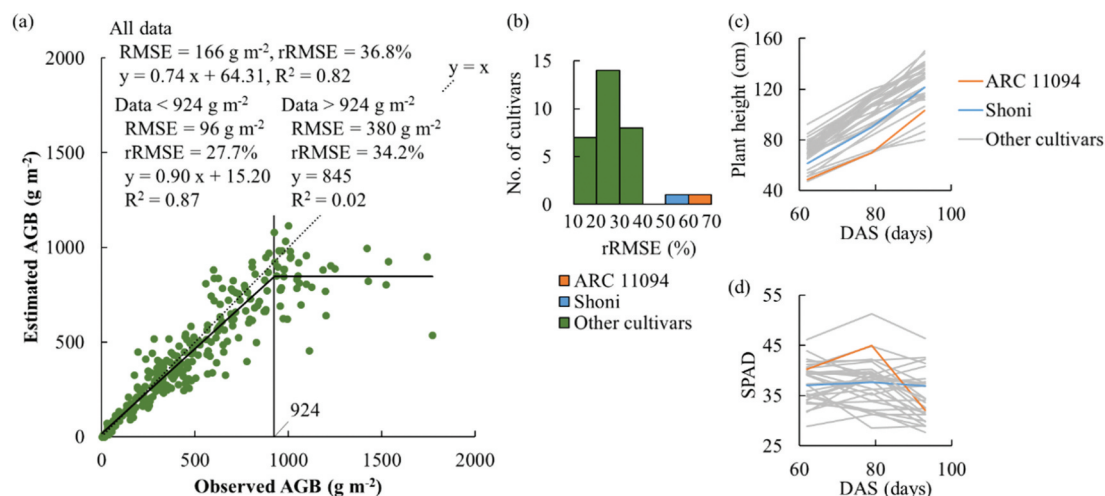 (a)
All data
RMSE = 166 g m⁻², rRMSE = 36.8%
y = 0.74 x + 64.31, R² = 0.82
y = x
Data < 924 g m⁻²
RMSE = 96 g m⁻²
rRMSE = 27.7%
y = 0.90 x + 15.20
R² = 0.87
Data > 924 g m⁻²
RMSE = 380 g m⁻²
rRMSE = 34.2%
y = 845
R² = 0.02
Estimated AGB (g m⁻²)
2000
1500
1000
500
0
924
0 500 1000 1500 2000
Observed AGB (g m⁻²)
(b)
No. of cultivars
15
10
5
0
10 20 30 40 50 60 70
rRMSE (%)
ARC 11094
Shoni
Other cultivars
(c)
Plant height (cm)
160
120
80
40
60 80 100
DAS (days)
ARC 11094
Shoni
Other cultivars
(d)
SPAD
55
45
35
25
60 80 100
DAS (days)